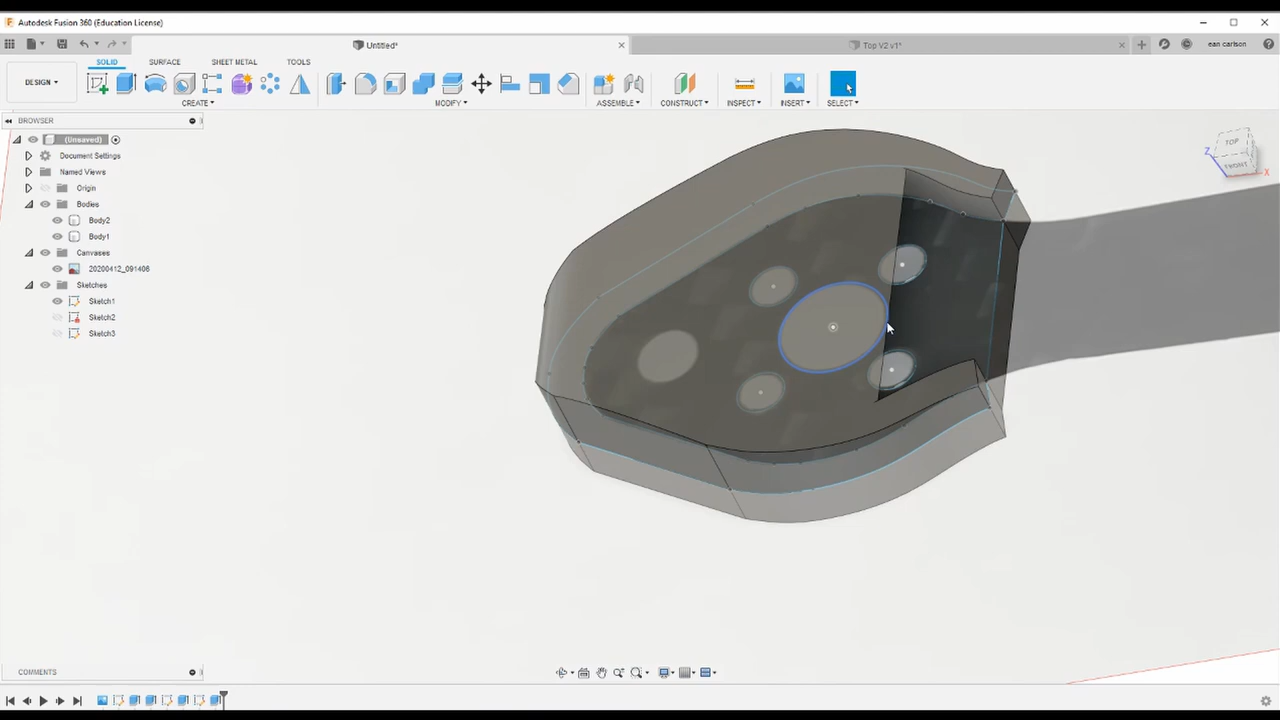 Autodesk Fusion 360 (Education License)
Untitled*
Top V2 v1*
ean carlson
DESIGN
SOLID SURFACE SHEET METAL TOOLS
CREATE MODIFY ASSEMBLE CONSTRUCT INSPECT INSERT SELECT
BROWSER
(Unsaved)
Document Settings
Named Views
Origin
Bodies
Body2
Body1
Canvases
20200412_091406
Sketches
Sketch1
Sketch2
Sketch3
TOP
FRONT
Z
X
COMMENTS